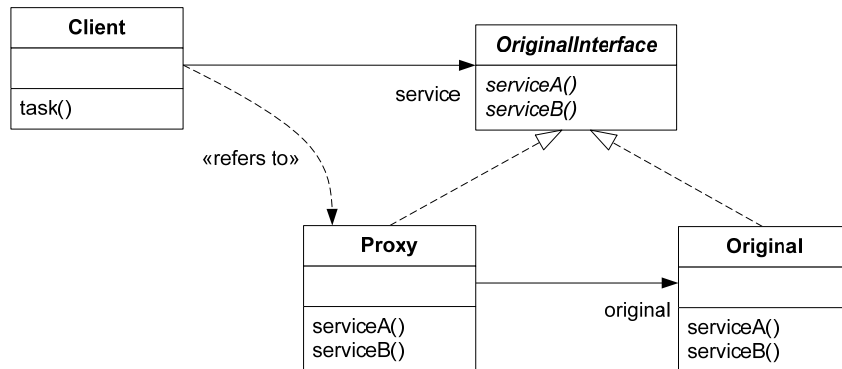 Client
task()
OriginalInterface
serviceA()
serviceB()
service
«refers to»
Proxy
serviceA()
serviceB()
original
Original
serviceA()
serviceB()